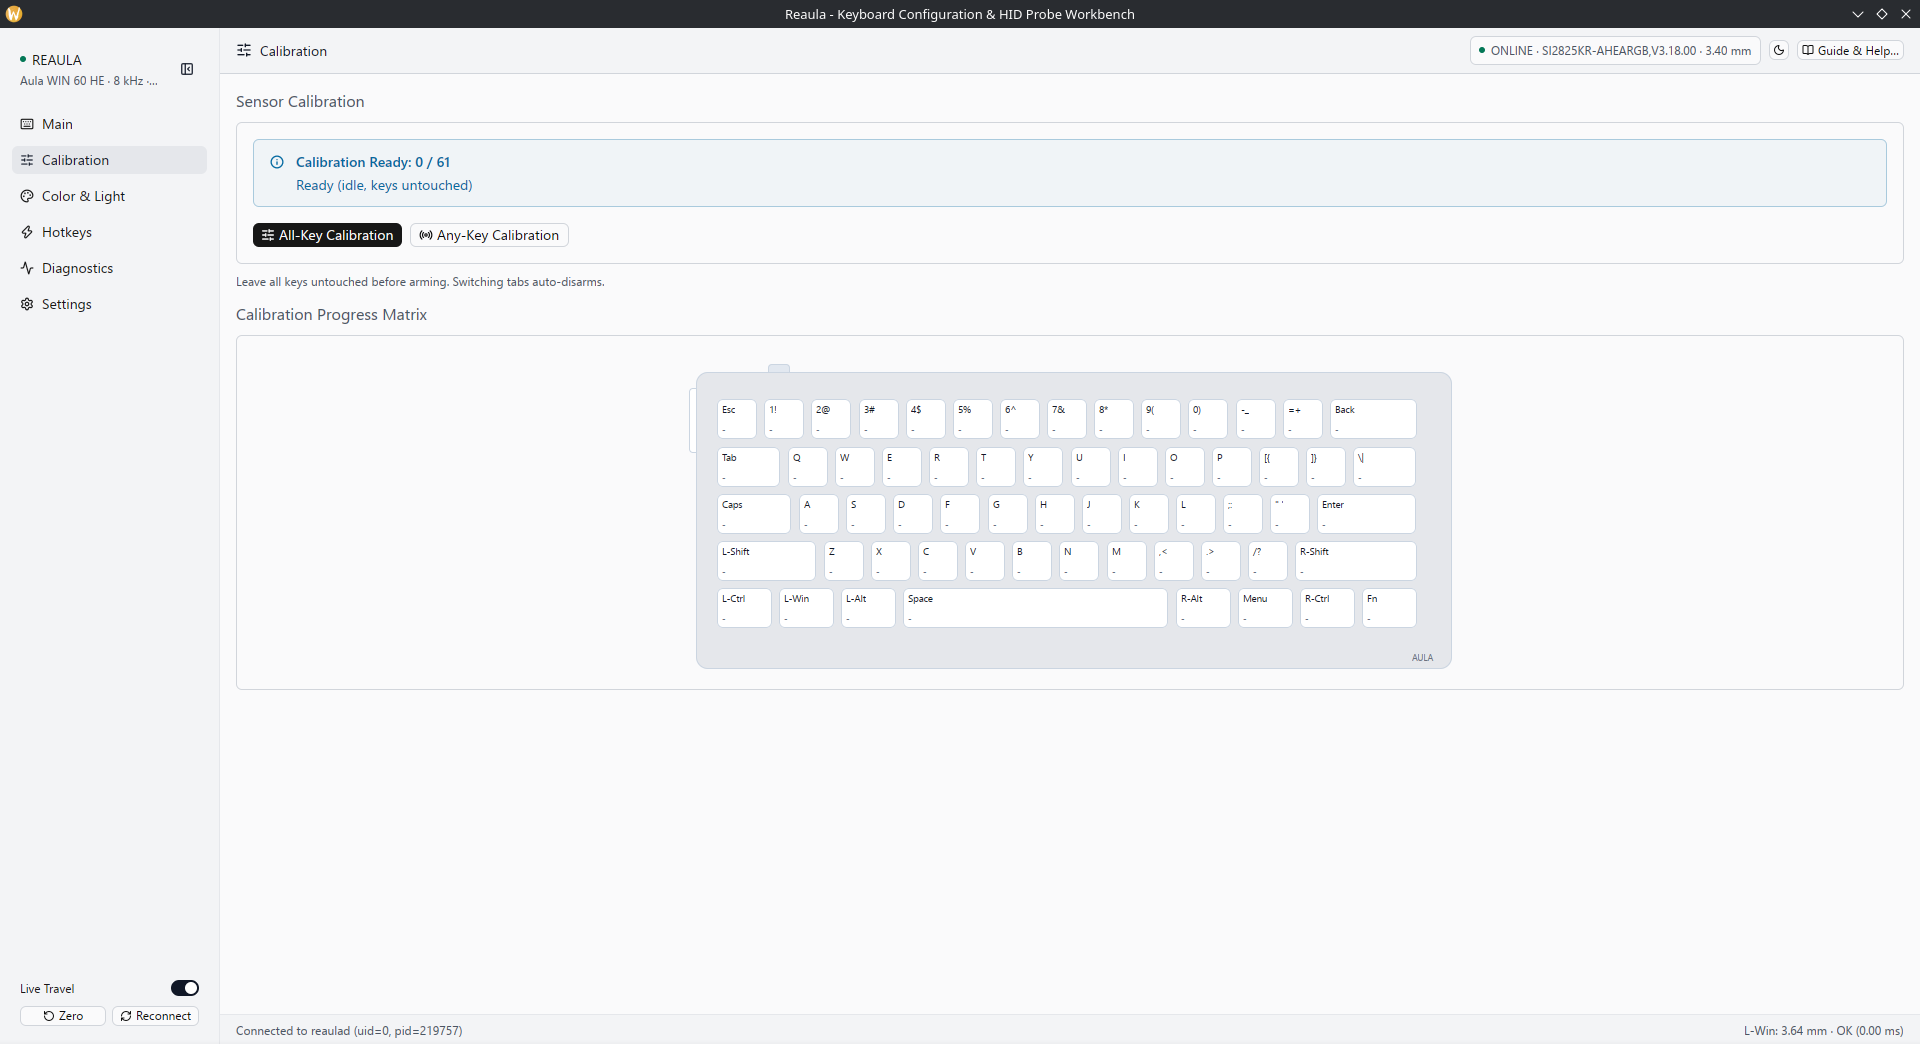 Reaula - Keyboard Configuration & HID Probe Workbench
REAULA
Aula WIN 60 HE · 8 kHz ·...
Main
Calibration
Color & Light
Hotkeys
Diagnostics
Settings
Live Travel
Zero
Reconnect
Calibration
ONLINE · SI2825KR-AHEARGB,V3.18.00 · 3.40 mm
Guide & Help...
Sensor Calibration
Calibration Ready: 0 / 61
Ready (idle, keys untouched)
All-Key Calibration
Any-Key Calibration
Leave all keys untouched before arming. Switching tabs auto-disarms.
Calibration Progress Matrix
Esc 1! 2@ 3# 4$ 5% 6^ 7& 8* 9( 0) -_ =+ Back
- - - - - - - - - - - - - -
Tab Q W E R T Y U I O P [{ ]} \|
- - - - - - - - - - - - - -
Caps A S D F G H J K L ;: "' Enter
- - - - - - - - - - - - -
L-Shift Z X C V B N M ,< .> /? R-Shift
- - - - - - - - - - - -
L-Ctrl L-Win L-Alt Space R-Alt Menu R-Ctrl Fn
- - - - - - - -
AULA
Connected to reaulad (uid=0, pid=219757)
L-Win: 3.64 mm · OK (0.00 ms)